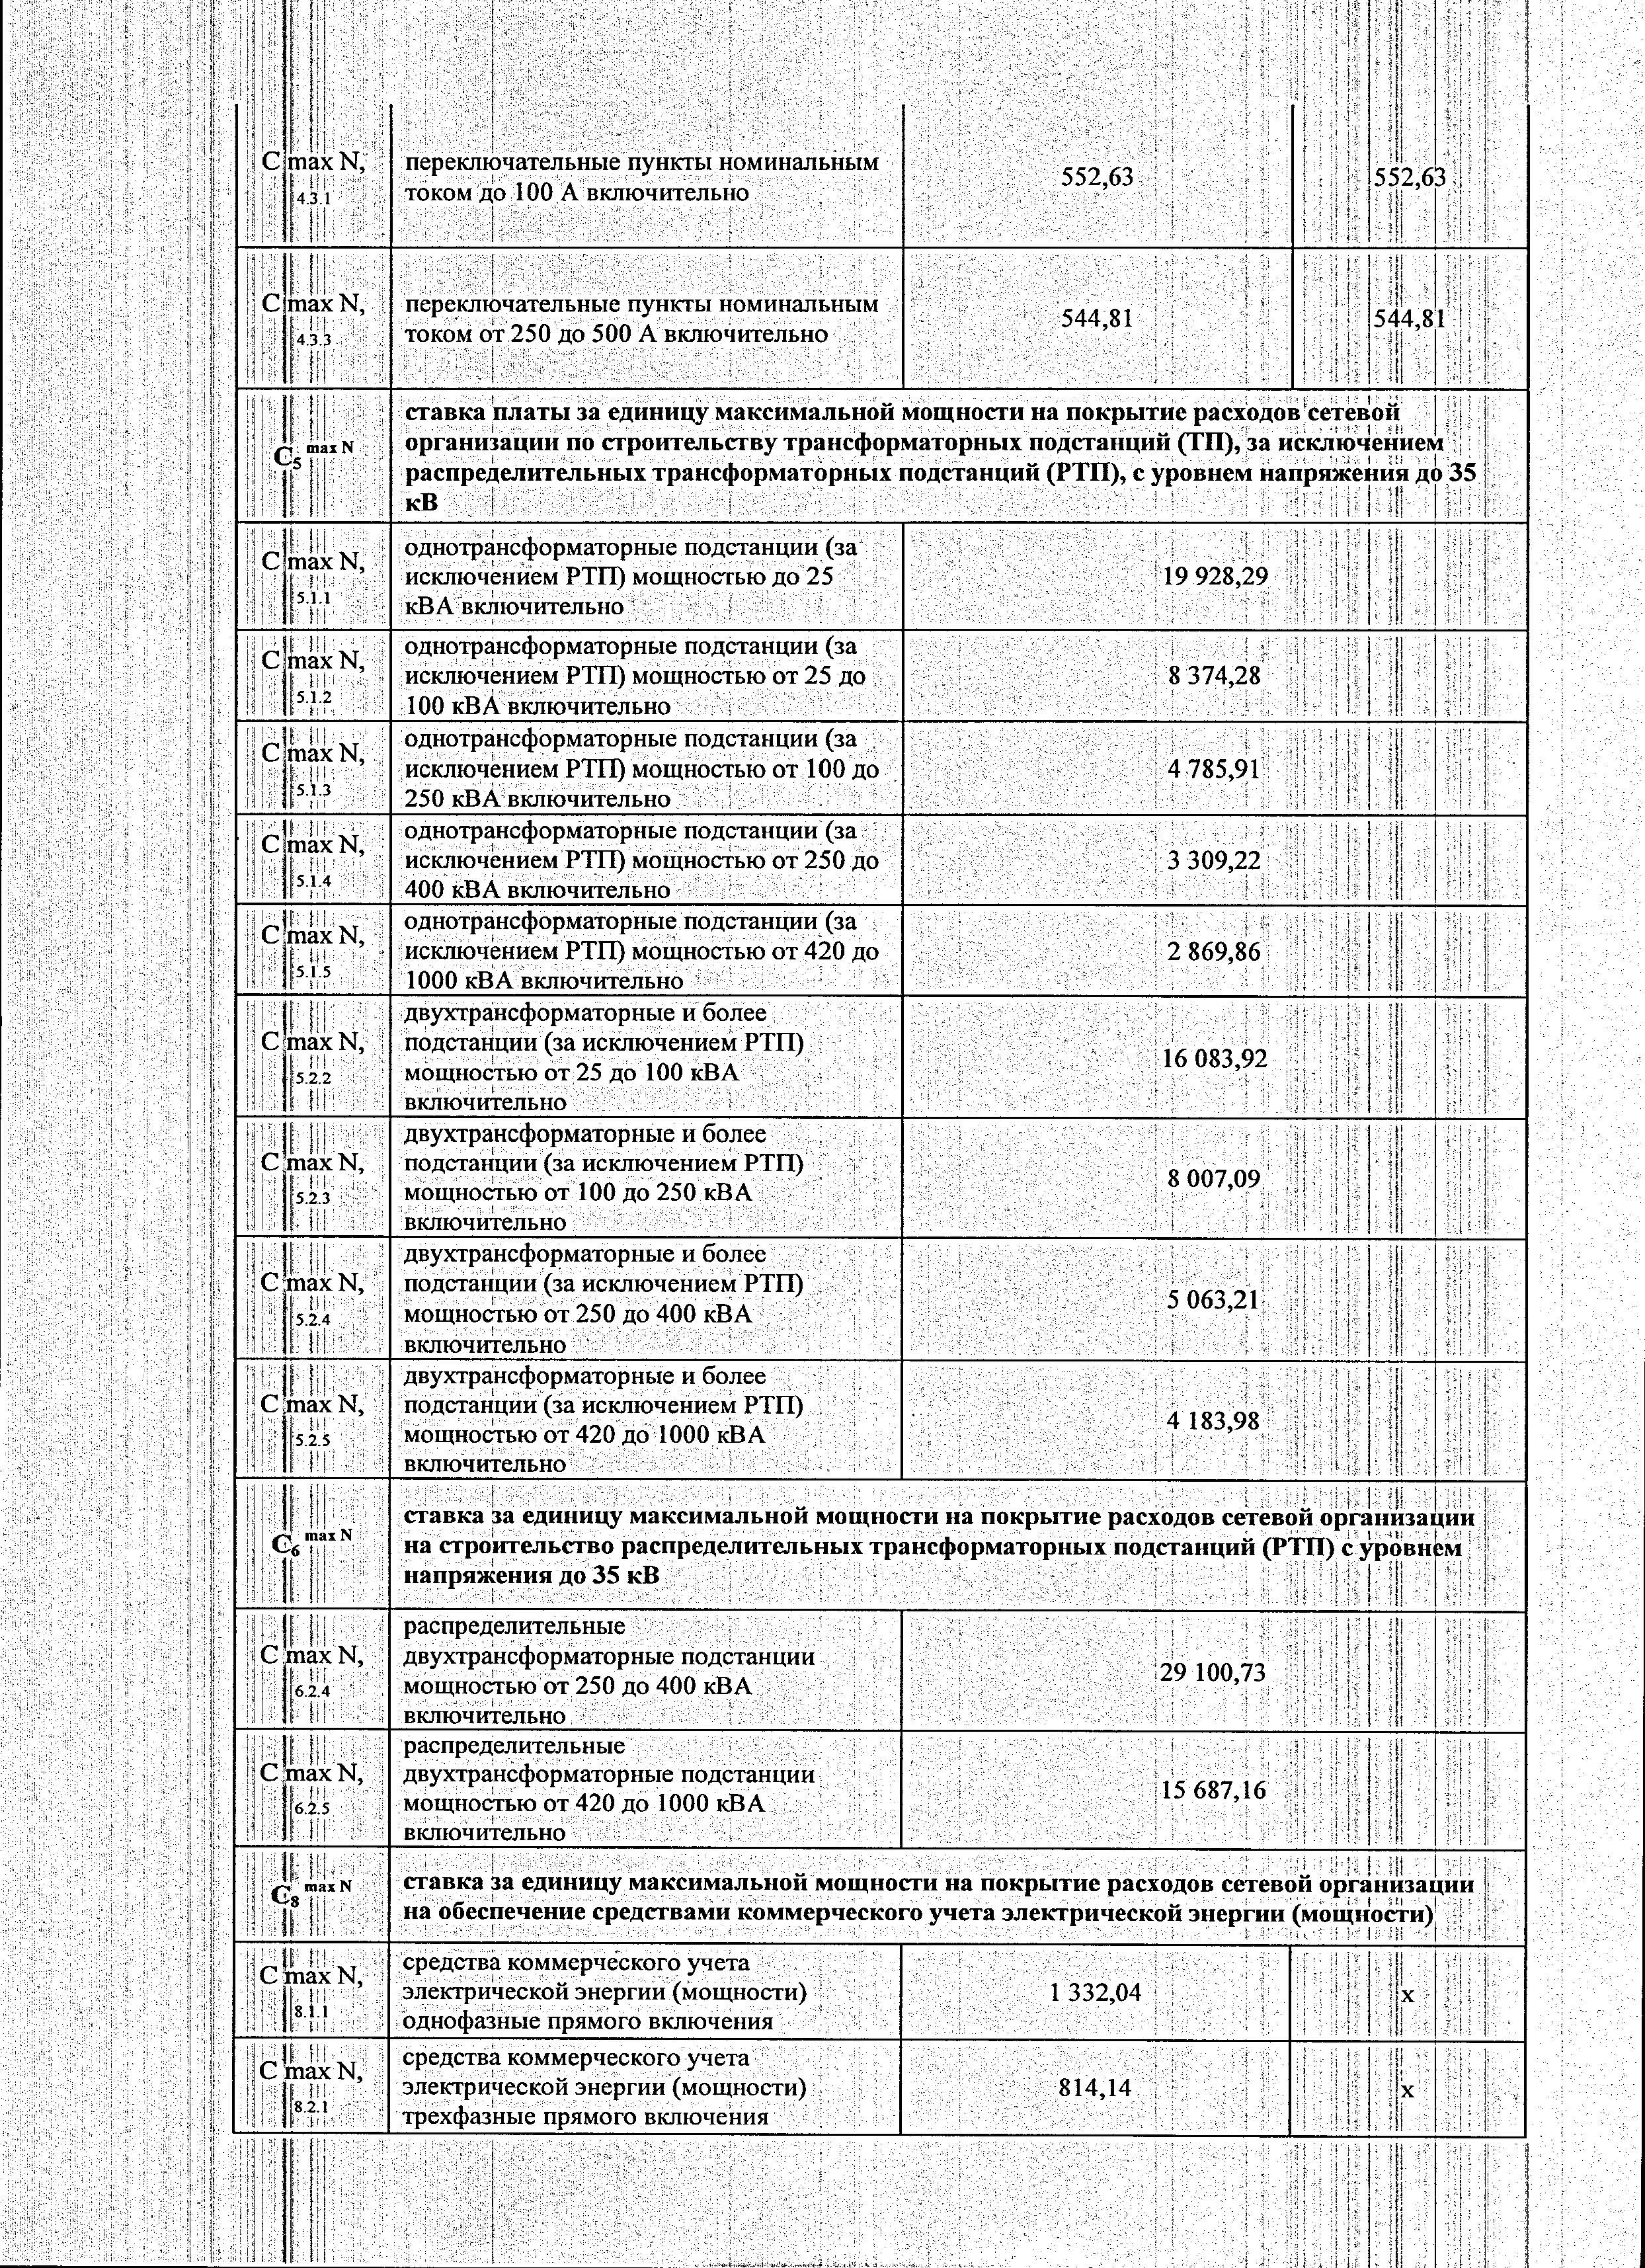 C max N,
4.3.1
переключательные пункты номинальным
током до 100 А включительно
552,63
552,63
C max N,
4.3.3
переключательные пункты номинальным
током от 250 до 500 А включительно
544,81
544,81
C5 max N
ставка платы за единицу максимальной мощности на покрытие расходов сетевой
организации по строительству трансформаторных подстанций (ТП), за исключением
распределительных трансформаторных подстанций (РТП), с уровнем напряжения до 35
кВ
C max N,
5.1.1
однотрансформаторные подстанции (за
исключением РТП) мощностью до 25
кВА включительно
19 928,29
C max N,
5.1.2
однотрансформаторные подстанции (за
исключением РТП) мощностью от 25 до
100 кВА включительно
8 374,28
C max N,
5.1.3
однотрансформаторные подстанции (за
исключением РТП) мощностью от 100 до
250 кВА включительно
4 785,91
C max N,
5.1.4
однотрансформаторные подстанции (за
исключением РТП) мощностью от 250 до
400 кВА включительно
3 309,22
C max N,
5.1.5
однотрансформаторные подстанции (за
исключением РТП) мощностью от 420 до
1000 кВА включительно
2 869,86
C max N,
5.2.2
двухтрансформаторные и более
подстанции (за исключением РТП)
мощностью от 25 до 100 кВА
включительно
16 083,92
C max N,
5.2.3
двухтрансформаторные и более
подстанции (за исключением РТП)
мощностью от 100 до 250 кВА
включительно
8 007,09
C max N,
5.2.4
двухтрансформаторные и более
подстанции (за исключением РТП)
мощностью от 250 до 400 кВА
включительно
5 063,21
C max N,
5.2.5
двухтрансформаторные и более
подстанции (за исключением РТП)
мощностью от 420 до 1000 кВА
включительно
4 183,98
C6 max N
ставка за единицу максимальной мощности на покрытие расходов сетевой организации
на строительство распределительных трансформаторных подстанций (РТП) с уровнем
напряжения до 35 кВ
C max N,
6.2.4
распределительные
двухтрансформаторные подстанции
мощностью от 250 до 400 кВА
включительно
29 100,73
C max N,
6.2.5
распределительные
двухтрансформаторные подстанции
мощностью от 420 до 1000 кВА
включительно
15 687,16
C8 max N
ставка за единицу максимальной мощности на покрытие расходов сетевой организации
на обеспечение средствами коммерческого учета электрической энергии (мощности)
C max N,
8.1.1
средства коммерческого учета
электрической энергии (мощности)
однофазные прямого включения
1 332,04
х
C max N,
8.2.1
средства коммерческого учета
электрической энергии (мощности)
трехфазные прямого включения
814,14
х